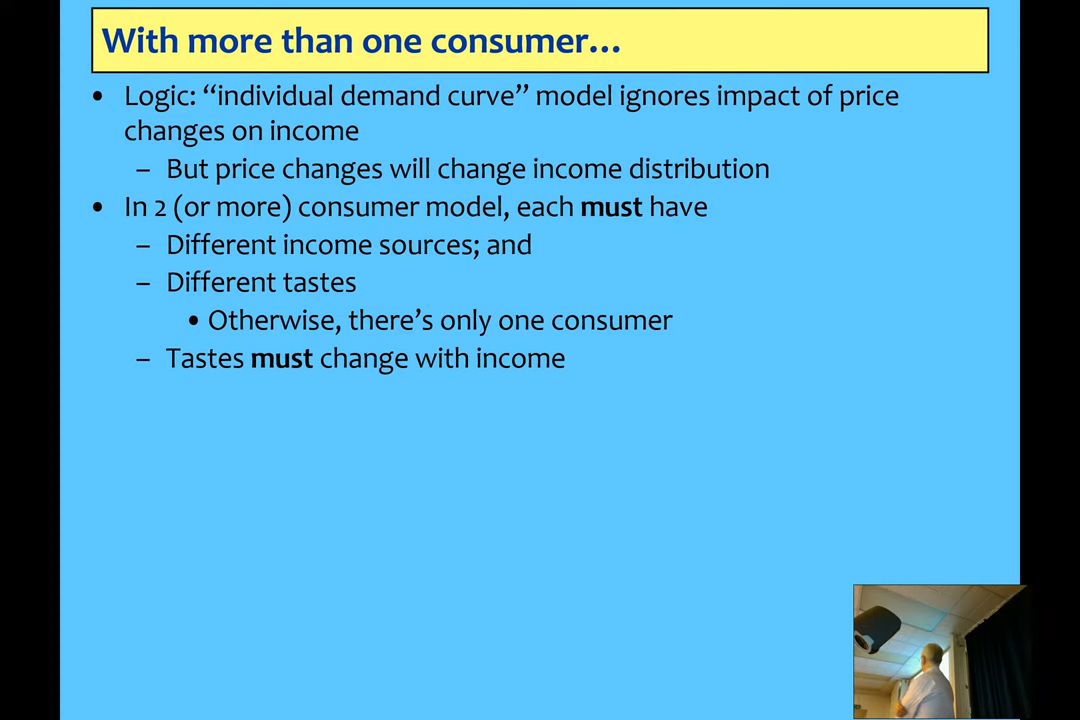 With more than one consumer…
• Logic: “individual demand curve” model ignores impact of price
changes on income
– But price changes will change income distribution
• In 2 (or more) consumer model, each must have
– Different income sources; and
– Different tastes
• Otherwise, there’s only one consumer
– Tastes must change with income